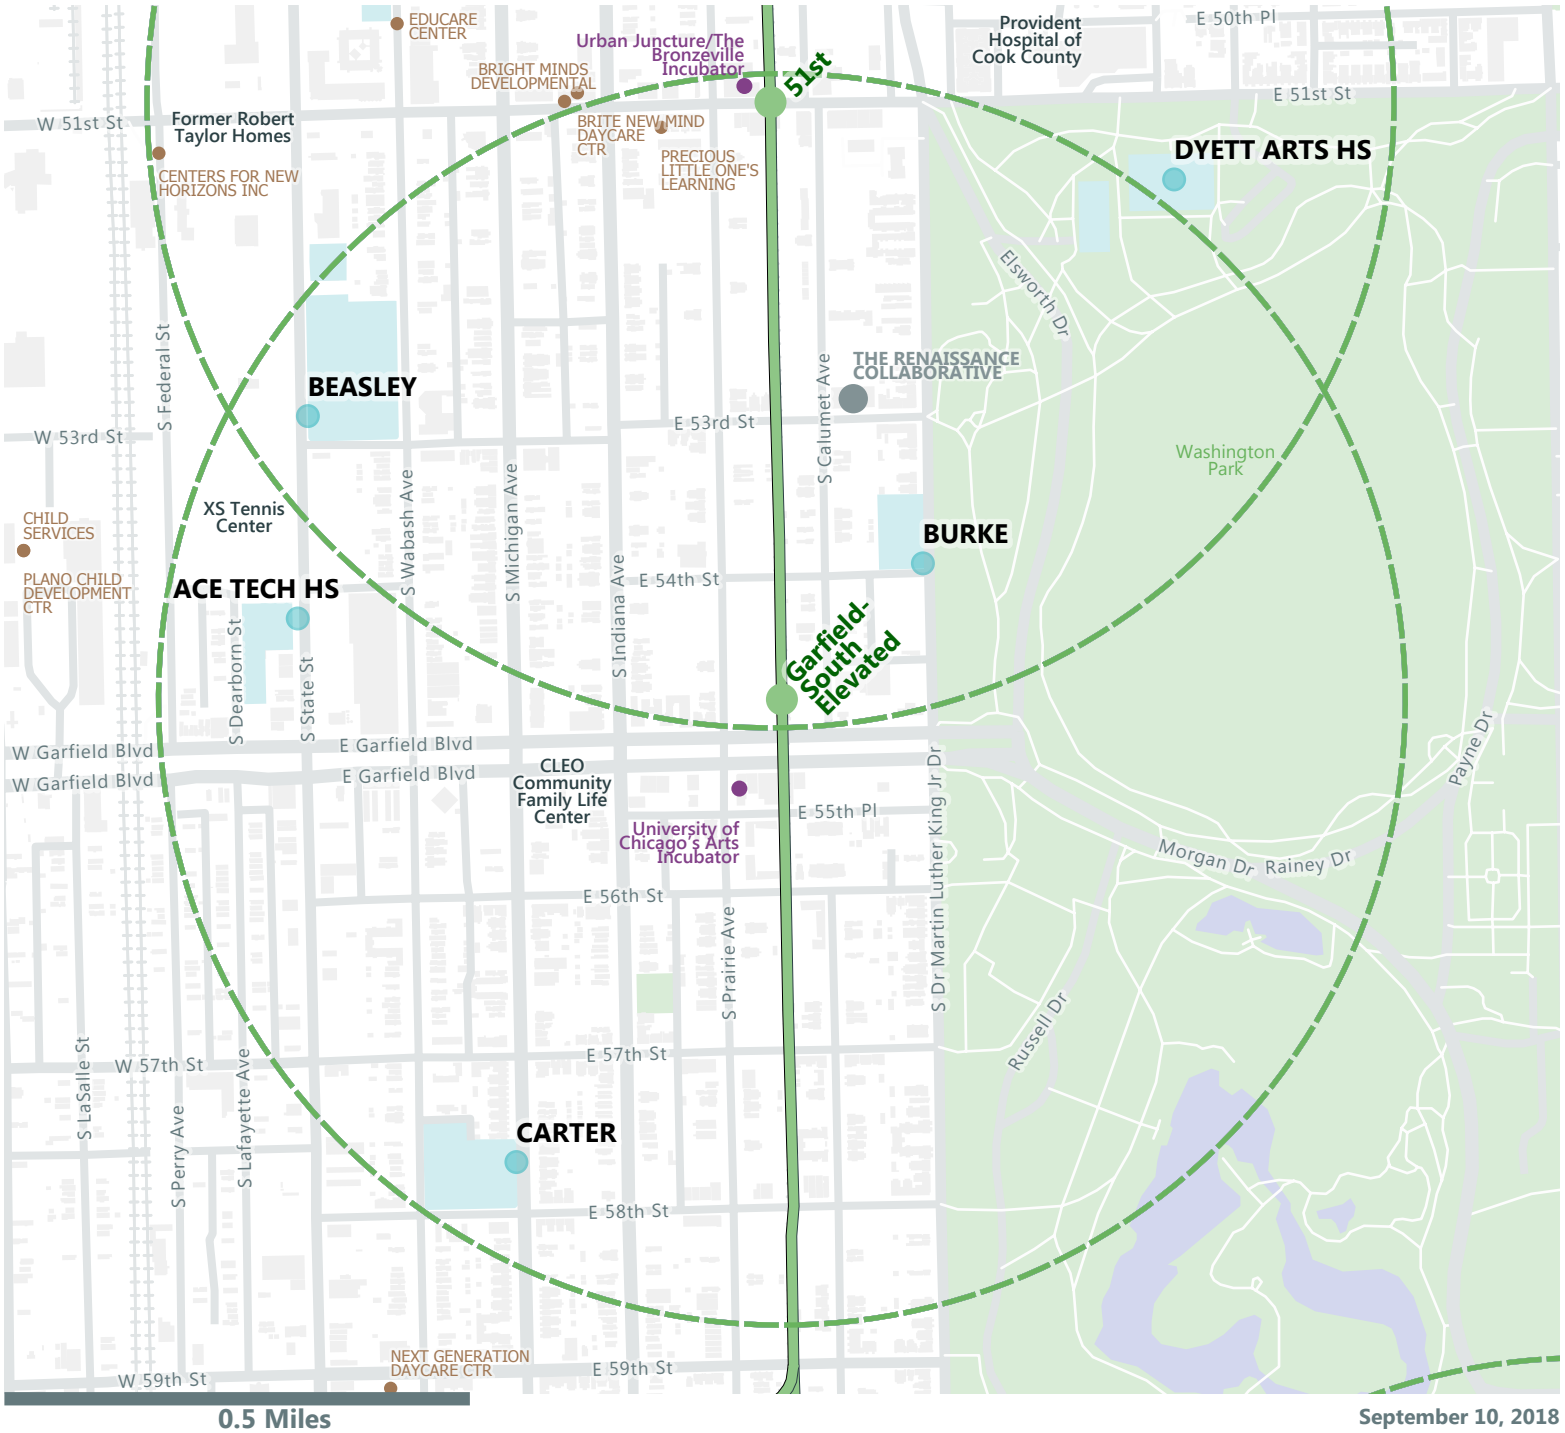 EDUCARE
CENTER
Provident
Hospital of
Cook County
E 50th Pl
Urban Juncture/The
Bronzeville
Incubator
51st
BRIGHT MINDS
DEVELOPMENTAL
E 51st St
W 51st St
Former Robert
Taylor Homes
BRITE NEW MIND
DAYCARE
CTR
PRECIOUS
LITTLE ONE'S
LEARNING
DYETT ARTS HS
CENTERS FOR NEW
HORIZONS INC
Elsworth Dr
S Federal St
THE RENAISSANCE
COLLABORATIVE
S Calumet Ave
BEASLEY
E 53rd St
W 53rd St
Washington
Park
S Wabash Ave
S Michigan Ave
XS Tennis
Center
CHILD
SERVICES
BURKE
PLANO CHILD
DEVELOPMENT
CTR
ACE TECH HS
E 54th St
S Indiana Ave
Garfield-
South
Elevated
S Dearborn St
S State St
W Garfield Blvd
E Garfield Blvd
W Garfield Blvd
E Garfield Blvd
CLEO
Community
Family Life
Center
Payne Dr
S Dr Martin Luther King Jr Dr
E 55th Pl
University of
Chicago's Arts
Incubator
Morgan Dr
Rainey Dr
E 56th St
S Prairie Ave
Russell Dr
S LaSalle St
W 57th St
E 57th St
S Perry Ave
S Lafayette Ave
CARTER
E 58th St
NEXT GENERATION
DAYCARE CTR
E 59th St
W 59th St
0.5 Miles
September 10, 2018